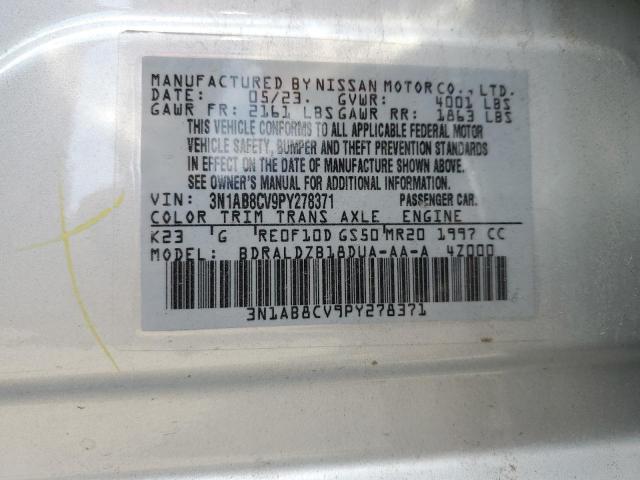 MANUFACTURED BY NISSAN MOTOR CO., LTD.
DATE: 05/23. GVWR: 4001 LBS
GAWR FR: 2161 LBS GAWR RR: 1863 LBS
THIS VEHICLE CONFORMS TO ALL APPLICABLE FEDERAL MOTOR
VEHICLE SAFETY, BUMPER AND THEFT PREVENTION STANDARDS
IN EFFECT ON THE DATE OF MANUFACTURE SHOWN ABOVE.
SEE OWNER'S MANUAL FOR ADDITIONAL INFORMATION.
VIN: 3N1AB8CV9PY278371 PASSENGER CAR.
COLOR TRIM TRANS AXLE ENGINE
K23 G RE0F10D GS50 MR20 1997 CC
MODEL: BDRALDZB18DUA-AA-A 4Z000
3N1AB8CV9PY278371